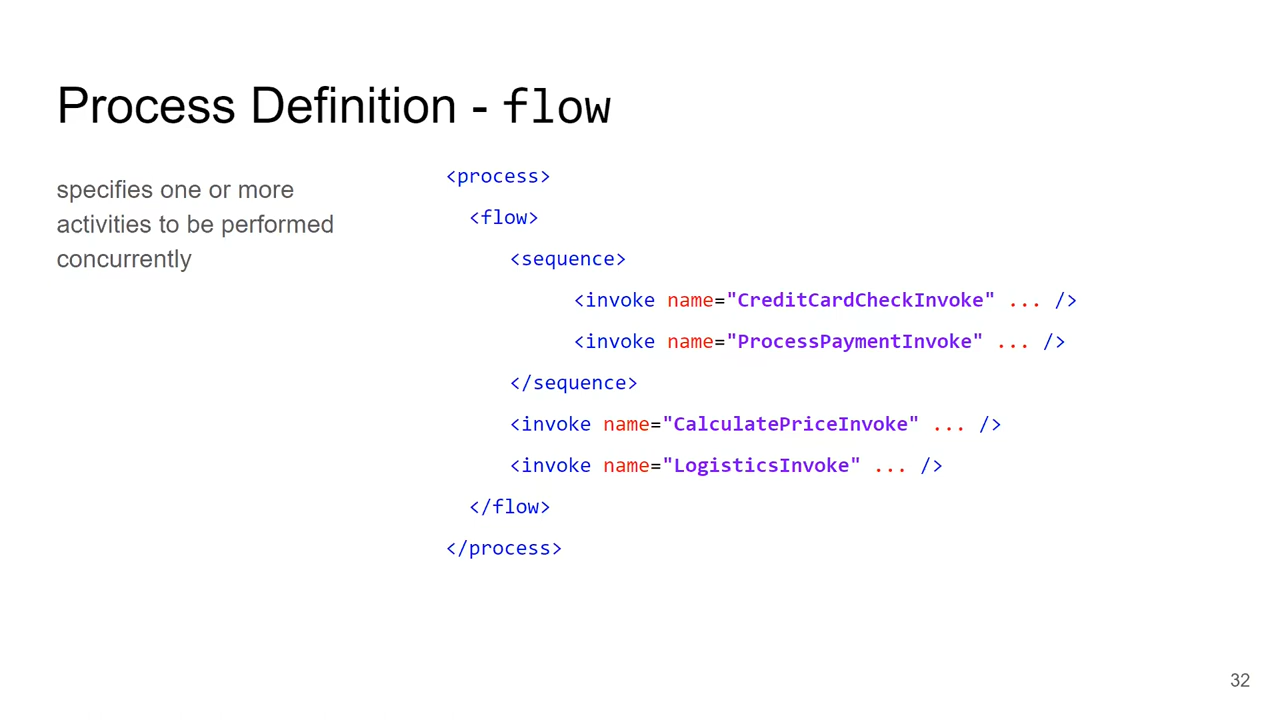 Process Definition - flow
specifies one or more
activities to be performed
concurrently
<process>
<flow>
<sequence>
<invoke name="CreditCardCheckInvoke" ... />
<invoke name="ProcessPaymentInvoke" ... />
</sequence>
<invoke name="CalculatePriceInvoke" ... />
<invoke name="LogisticsInvoke" ... />
</flow>
</process>
32